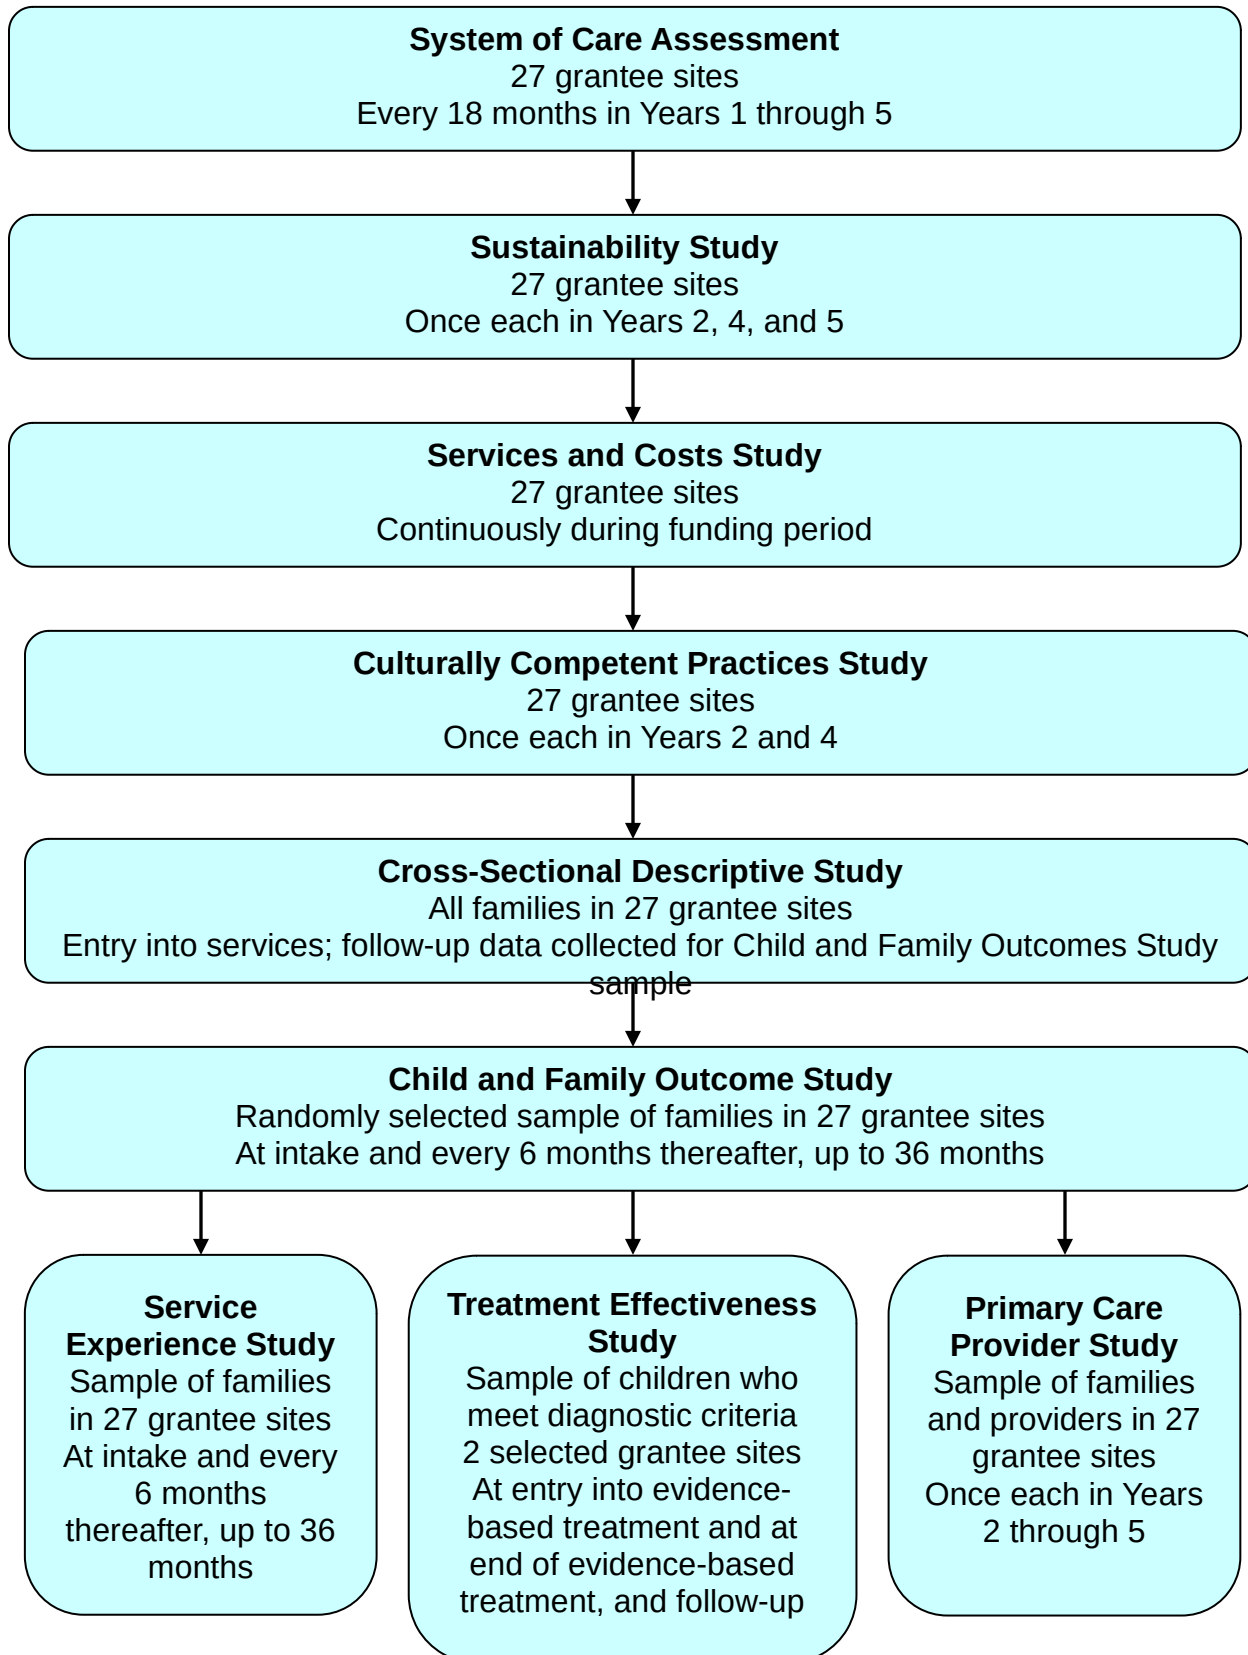 System of Care Assessment
27 grantee sites
Every 18 months in Years 1 through 5
Sustainability Study
27 grantee sites
Once each in Years 2, 4, and 5
Services and Costs Study
27 grantee sites
Continuously during funding period
Culturally Competent Practices Study
27 grantee sites
Once each in Years 2 and 4
Cross-Sectional Descriptive Study
All families in 27 grantee sites
Entry into services; follow-up data collected for Child and Family Outcomes Study
sample
Child and Family Outcome Study
Randomly selected sample of families in 27 grantee sites
At intake and every 6 months thereafter, up to 36 months
Service
Experience Study
Sample of families
in 27 grantee sites
At intake and every
6 months
thereafter, up to 36
months
Treatment Effectiveness
Study
Sample of children who
meet diagnostic criteria
2 selected grantee sites
At entry into evidence-
based treatment and at
end of evidence-based
treatment, and follow-up
Primary Care
Provider Study
Sample of families
and providers in 27
grantee sites
Once each in Years
2 through 5